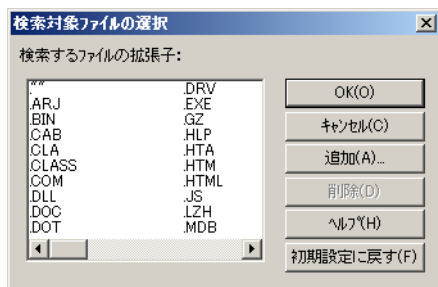 検索対象ファイルの選択
検索するファイルの拡張子:
.""
.ARJ
.BIN
.CAB
.CLA
.CLASS
.COM
.DLL
.DOC
.DOT
.DRV
.EXE
.GZ
.HLP
.HTA
.HTM
.HTML
.JS
.LZH
.MDB
OK(O)
キャンセル(C)
追加(A)...
削除(D)
ヘルプ(H)
初期設定に戻す(F)